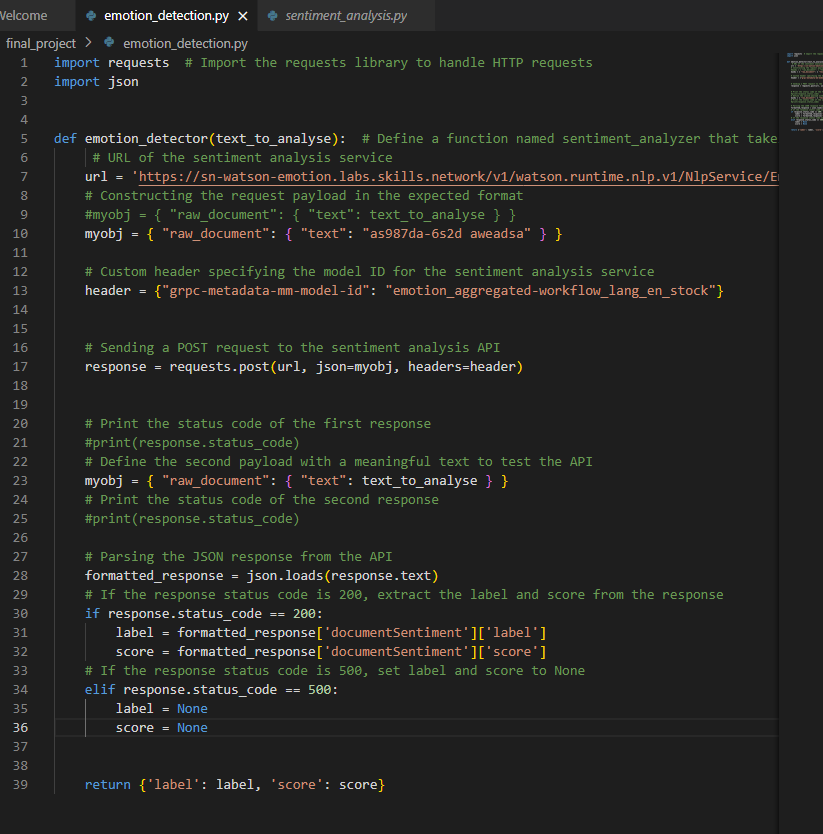 Welcome emotion_detection.py × sentiment_analysis.py
final_project > emotion_detection.py
1 import requests  # Import the requests library to handle HTTP requests
2 import json
3
4
5 def emotion_detector(text_to_analyse):  # Define a function named sentiment_analyzer that take
6      # URL of the sentiment analysis service
7     url = 'https://sn-watson-emotion.labs.skills.network/v1/watson.runtime.nlp.v1/NlpService/E
8     # Constructing the request payload in the expected format
9     #myobj = { "raw_document": { "text": text_to_analyse } }
10     myobj = { "raw_document": { "text": "as987da-6s2d aweadsa" } }
11
12     # Custom header specifying the model ID for the sentiment analysis service
13     header = {"grpc-metadata-mm-model-id": "emotion_aggregated-workflow_lang_en_stock"}
14
15
16     # Sending a POST request to the sentiment analysis API
17     response = requests.post(url, json=myobj, headers=header)
18
19
20     # Print the status code of the first response
21     #print(response.status_code)
22     # Define the second payload with a meaningful text to test the API
23     myobj = { "raw_document": { "text": text_to_analyse } }
24     # Print the status code of the second response
25     #print(response.status_code)
26
27     # Parsing the JSON response from the API
28     formatted_response = json.loads(response.text)
29     # If the response status code is 200, extract the label and score from the response
30     if response.status_code == 200:
31         label = formatted_response['documentSentiment']['label']
32         score = formatted_response['documentSentiment']['score']
33     # If the response status code is 500, set label and score to None
34     elif response.status_code == 500:
35         label = None
36         score = None
37
38
39     return {'label': label, 'score': score}